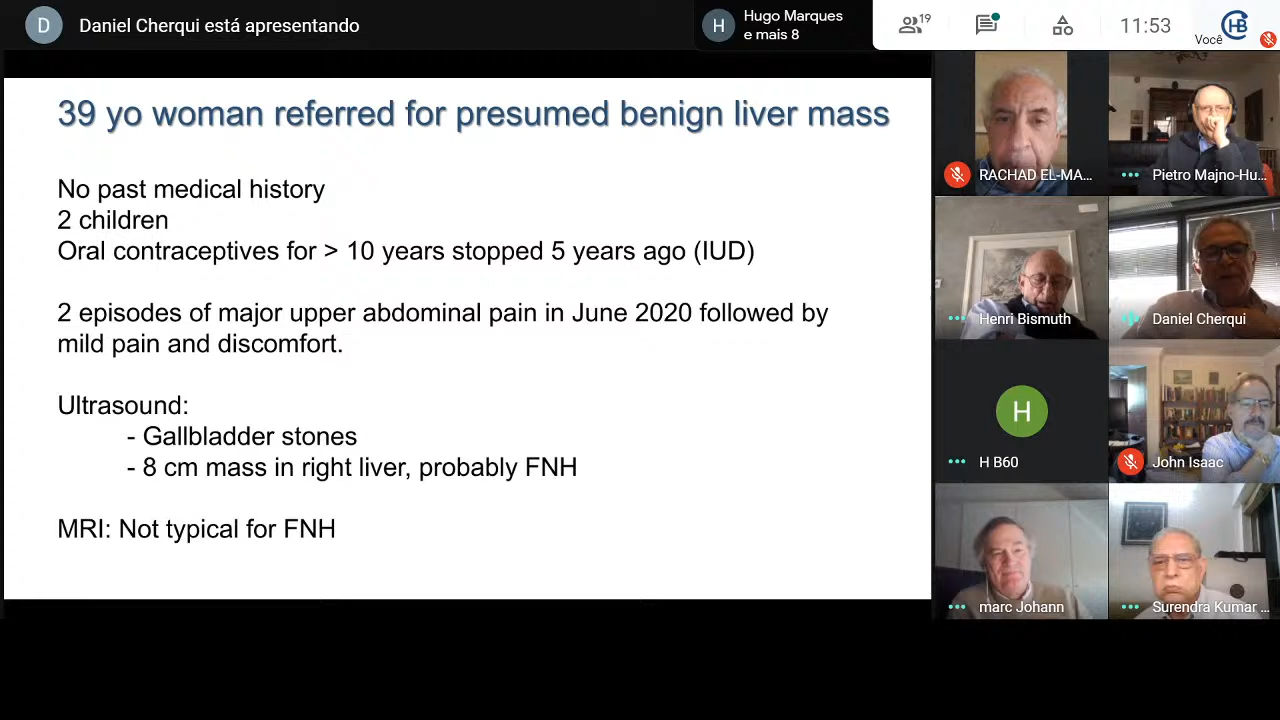 D
Daniel Cherqui está apresentando
H
Hugo Marques
e mais 8
19
11:53
Você
HB
39 yo woman referred for presumed benign liver mass
No past medical history
2 children
Oral contraceptives for > 10 years stopped 5 years ago (IUD)
2 episodes of major upper abdominal pain in June 2020 followed by
mild pain and discomfort.
Ultrasound:
- Gallbladder stones
- 8 cm mass in right liver, probably FNH
MRI: Not typical for FNH
RACHAD EL-MA...
Pietro Majno-Hu...
Henri Bismuth
Daniel Cherqui
H
H B60
John Isaac
marc Johann
Surendra Kumar ...